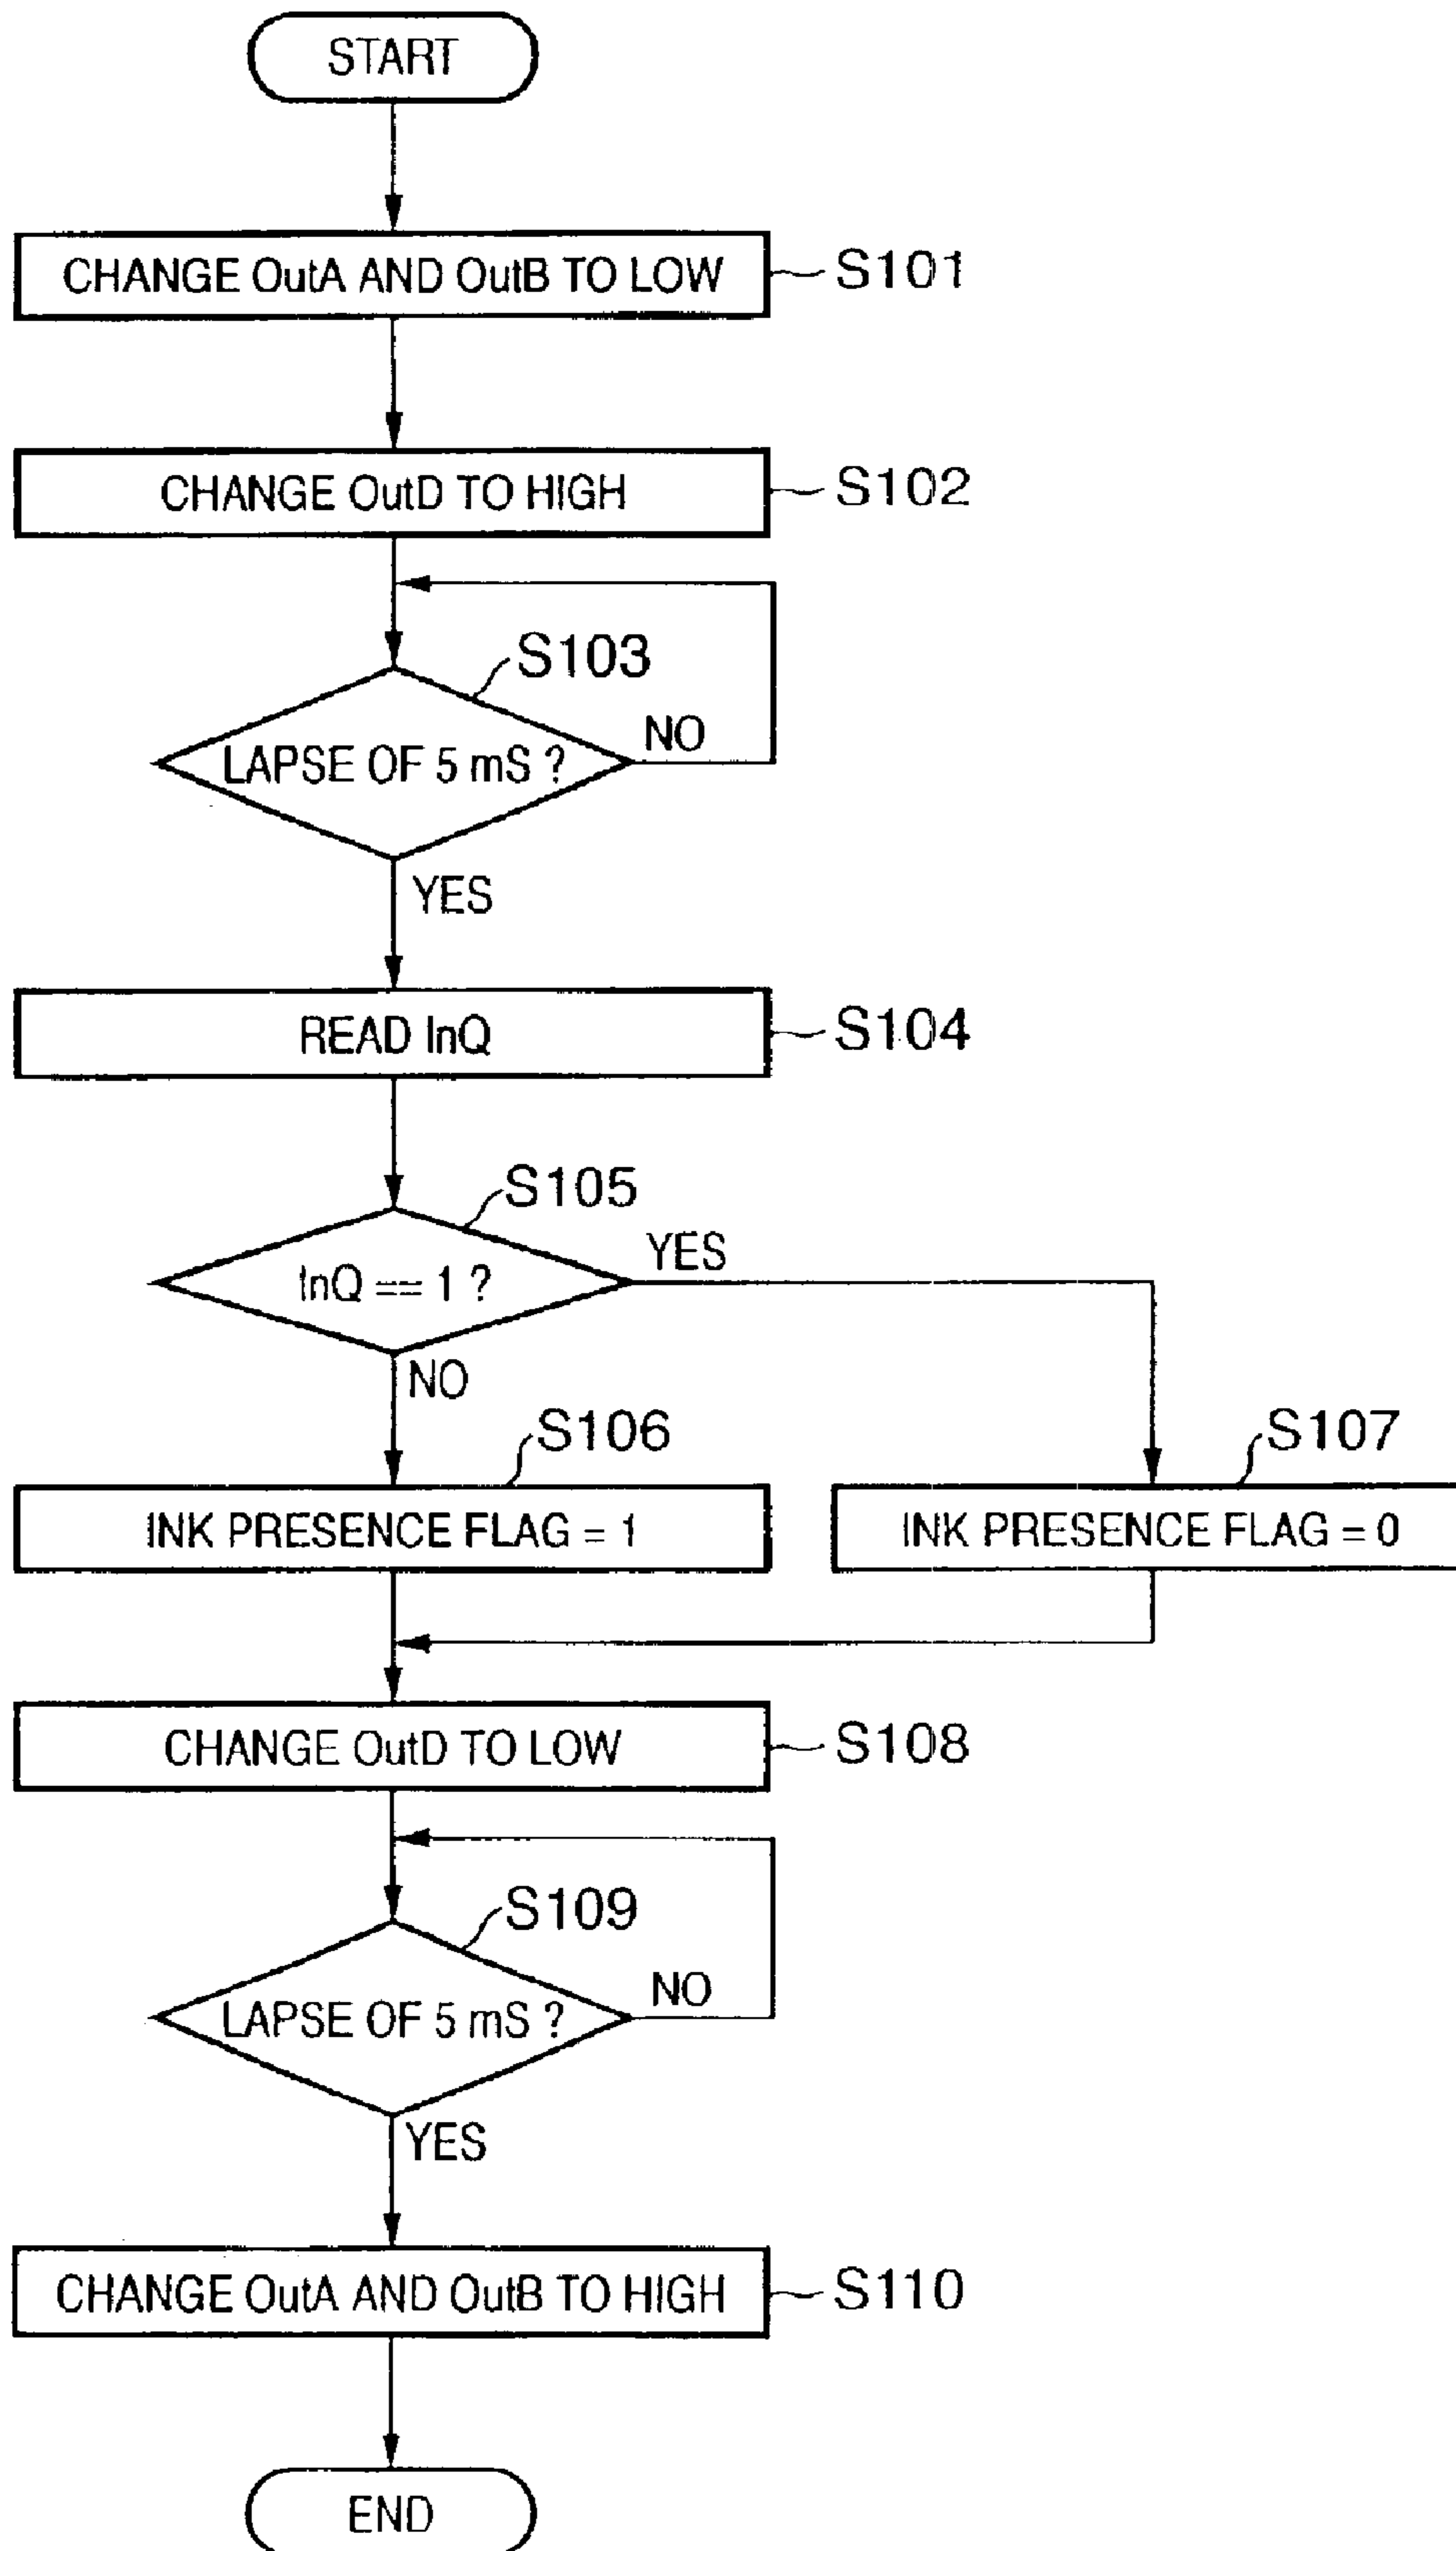 START
CHANGE OutA AND OutB TO LOW
S101
CHANGE OutD TO HIGH
S102
S103
LAPSE OF 5 mS ?
NO
YES
READ InQ
S104
S105
InQ == 1 ?
YES
NO
S106
S107
INK PRESENCE FLAG = 1
INK PRESENCE FLAG = 0
CHANGE OutD TO LOW
S108
S109
LAPSE OF 5 mS ?
NO
YES
CHANGE OutA AND OutB TO HIGH
S110
END